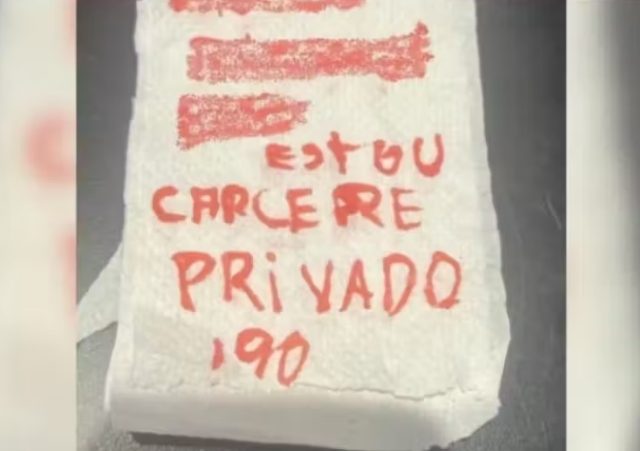 ESTOU
CARCERE
PRIVADO
190